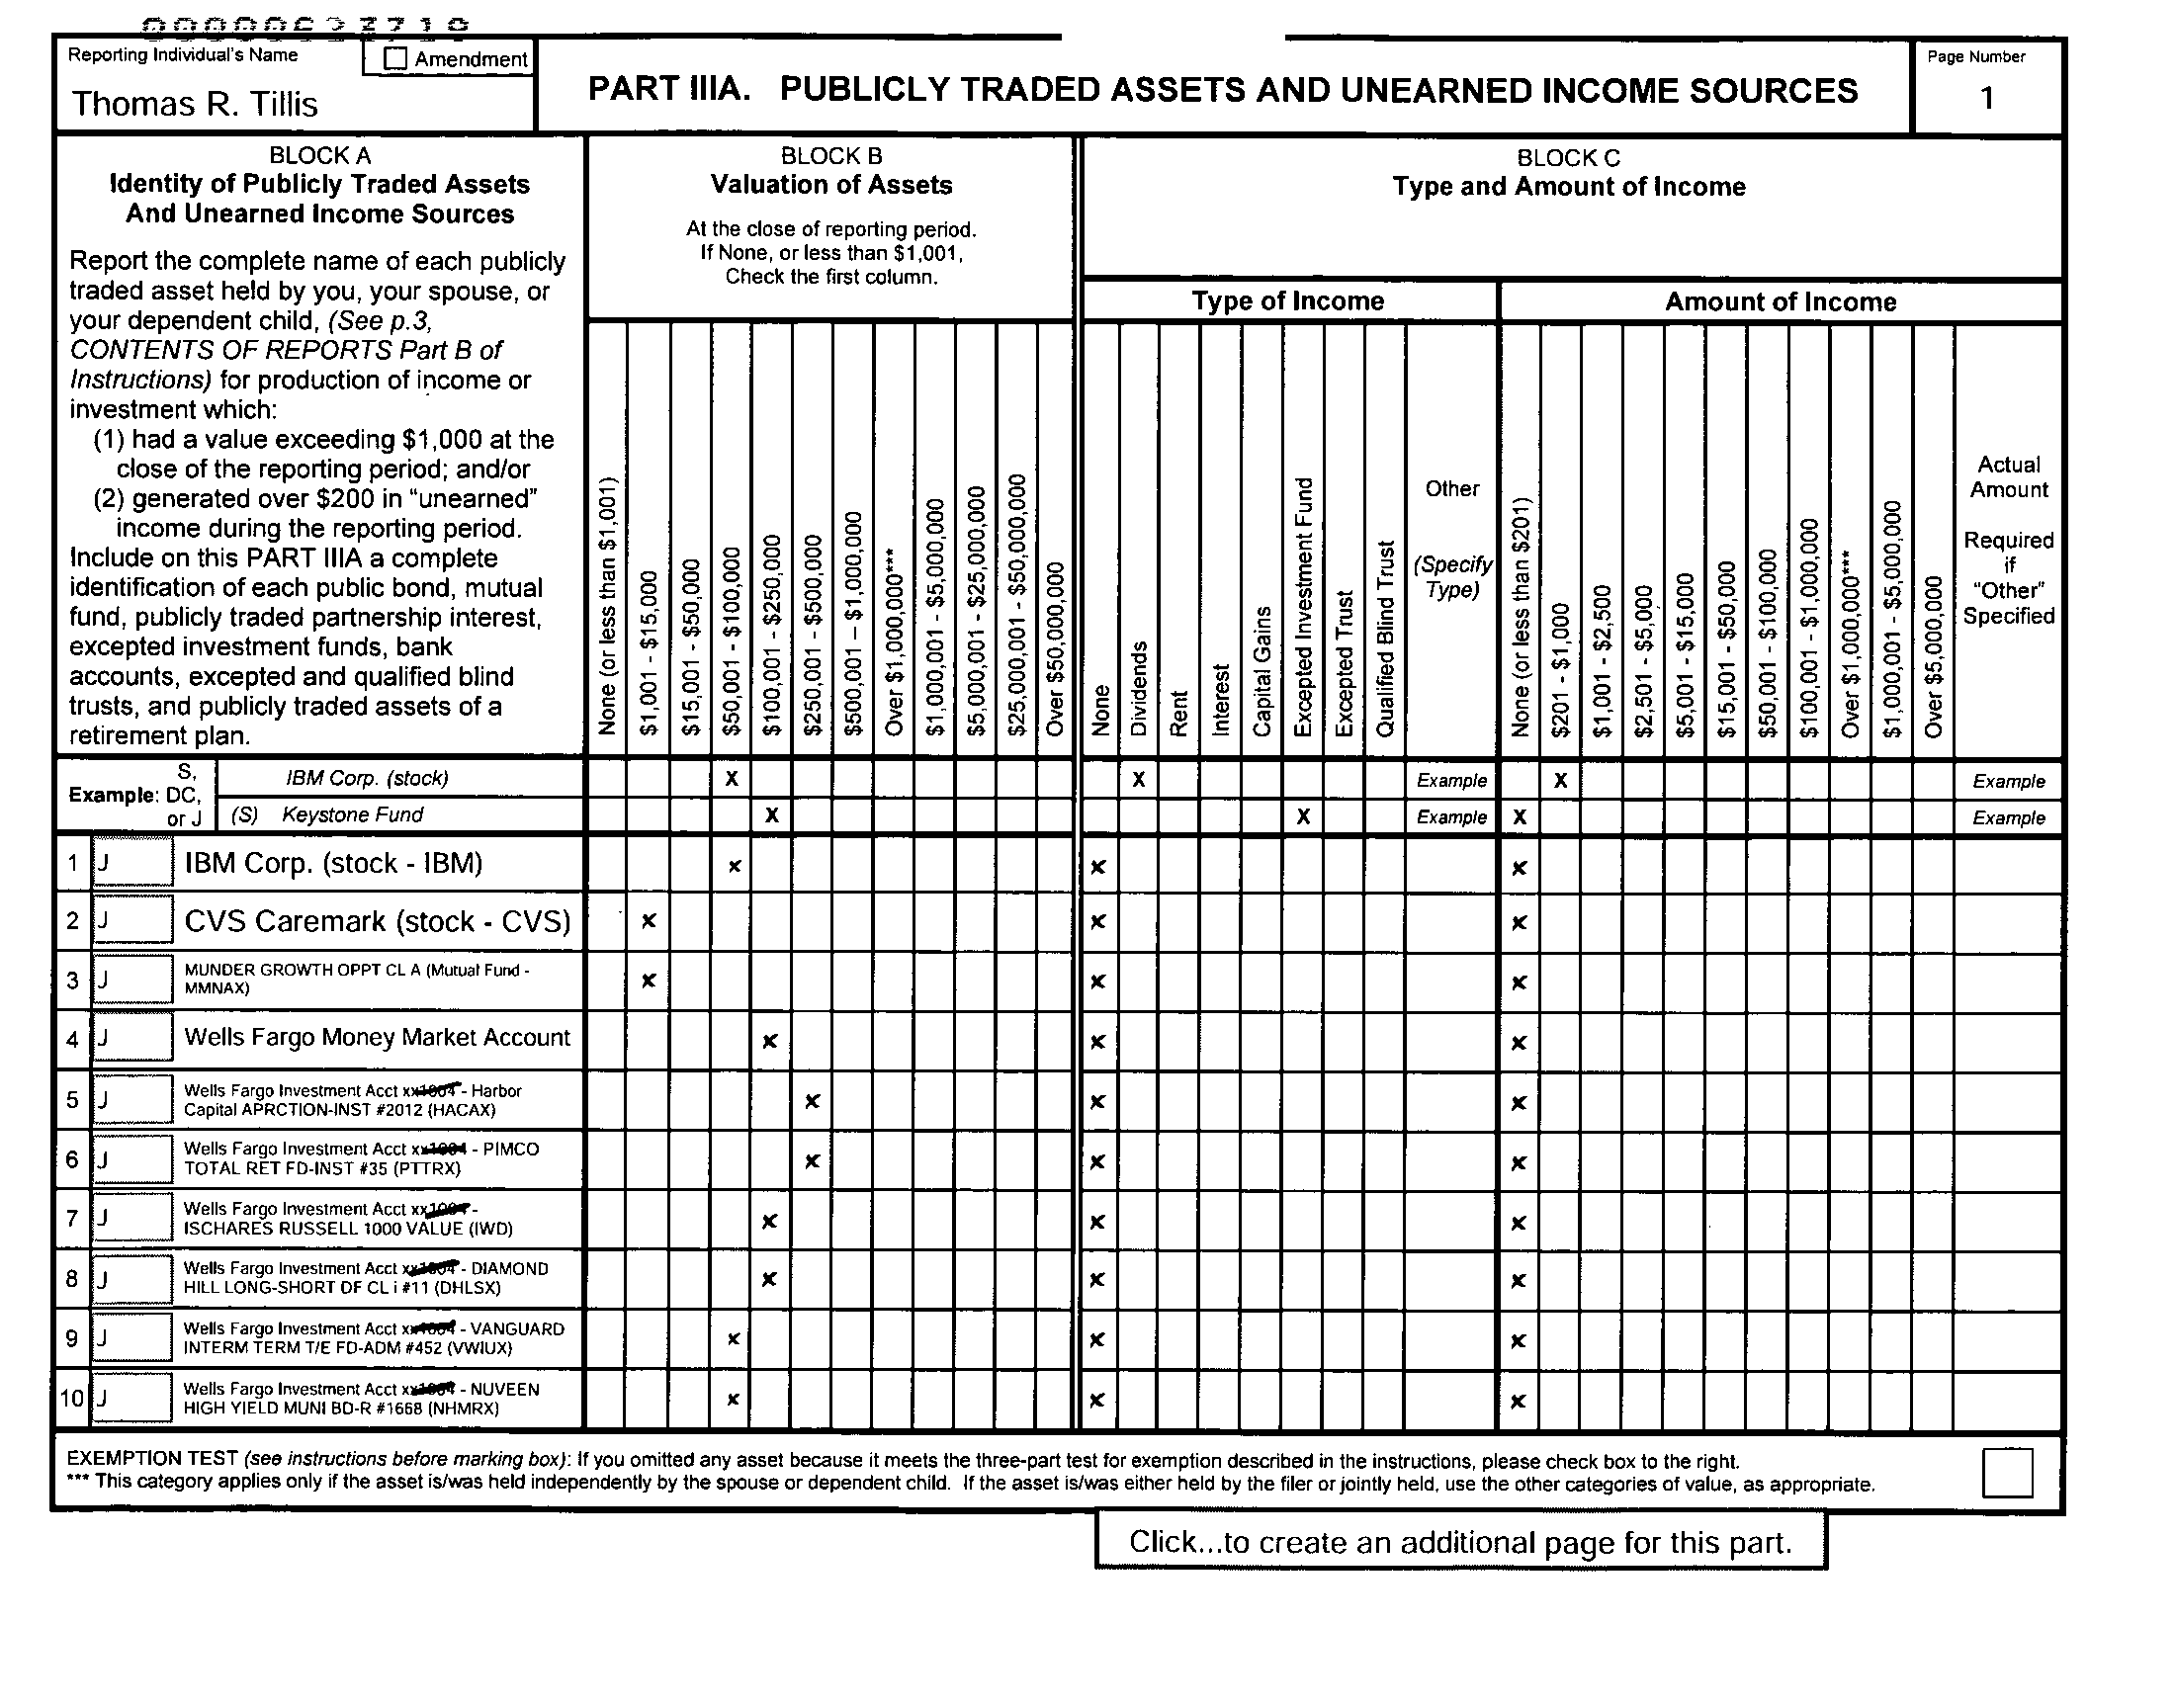 Reporting Individual's Name
Amendment
Thomas R. Tillis
PART IIIA. PUBLICLY TRADED ASSETS AND UNEARNED INCOME SOURCES
Page Number
1
BLOCK A
Identity of Publicly Traded Assets
And Unearned Income Sources
Report the complete name of each publicly
traded asset held by you, your spouse, or
your dependent child, (See p.3,
CONTENTS OF REPORTS Part B of
Instructions) for production of income or
investment which:
(1) had a value exceeding $1,000 at the
close of the reporting period; and/or
(2) generated over $200 in "unearned"
income during the reporting period.
Include on this PART IIIA a complete
identification of each public bond, mutual
fund, publicly traded partnership interest,
excepted investment funds, bank
accounts, excepted and qualified blind
trusts, and publicly traded assets of a
retirement plan.
BLOCK B
Valuation of Assets
At the close of reporting period.
If None, or less than $1,001,
Check the first column.
None (or less than $1,001)
$1,001 - $15,000
$15,001 - $50,000
$50,001 - $100,000
$100,001 - $250,000
$250,001 - $500,000
$500,001 – $1,000,000
Over $1,000,000***
$1,000,001 - $5,000,000
$5,000,001 - $25,000,000
$25,000,001 - $50,000,000
Over $50,000,000
BLOCK C
Type and Amount of Income
Type of Income
None
Dividends
Rent
Interest
Capital Gains
Excepted Investment Fund
Excepted Trust
Qualified Blind Trust
Other
(Specify
Type)
Amount of Income
None (or less than $201)
$201 - $1,000
$1,001 - $2,500
$2,501 - $5,000
$5,001 - $15,000
$15,001 - $50,000
$50,001 - $100,000
$100,001 - $1,000,000
Over $1,000,000***
$1,000,001 - $5,000,000
Over $5,000,000
Actual
Amount
Required
if
"Other"
Specified
Example: S, DC, or J
IBM Corp. (stock) X X Example X Example
(S) Keystone Fund X X Example X Example
1 J IBM Corp. (stock - IBM) x x x
2 J CVS Caremark (stock - CVS) x x x
3 J MUNDER GROWTH OPPT CL A (Mutual Fund -
MMNAX) x x x
4 J Wells Fargo Money Market Account x x x
5 J Wells Fargo Investment Acct xx - Harbor
Capital APRCTION-INST #2012 (HACAX) x x x
6 J Wells Fargo Investment Acct xx - PIMCO
TOTAL RET FD-INST #35 (PTTRX) x x x
7 J Wells Fargo Investment Acct xx -
ISCHARES RUSSELL 1000 VALUE (IWD) x x x
8 J Wells Fargo Investment Acct xx - DIAMOND
HILL LONG-SHORT DF CL i #11 (DHLSX) x x x
9 J Wells Fargo Investment Acct xx - VANGUARD
INTERM TERM T/E FD-ADM #452 (VWIUX) x x x
10 J Wells Fargo Investment Acct xx - NUVEEN
HIGH YIELD MUNI BD-R #1668 (NHMRX) x x x
EXEMPTION TEST (see instructions before marking box): If you omitted any asset because it meets the three-part test for exemption described in the instructions, please check box to the right.
*** This category applies only if the asset is/was held independently by the spouse or dependent child. If the asset is/was either held by the filer or jointly held, use the other categories of value, as appropriate.
Click...to create an additional page for this part.